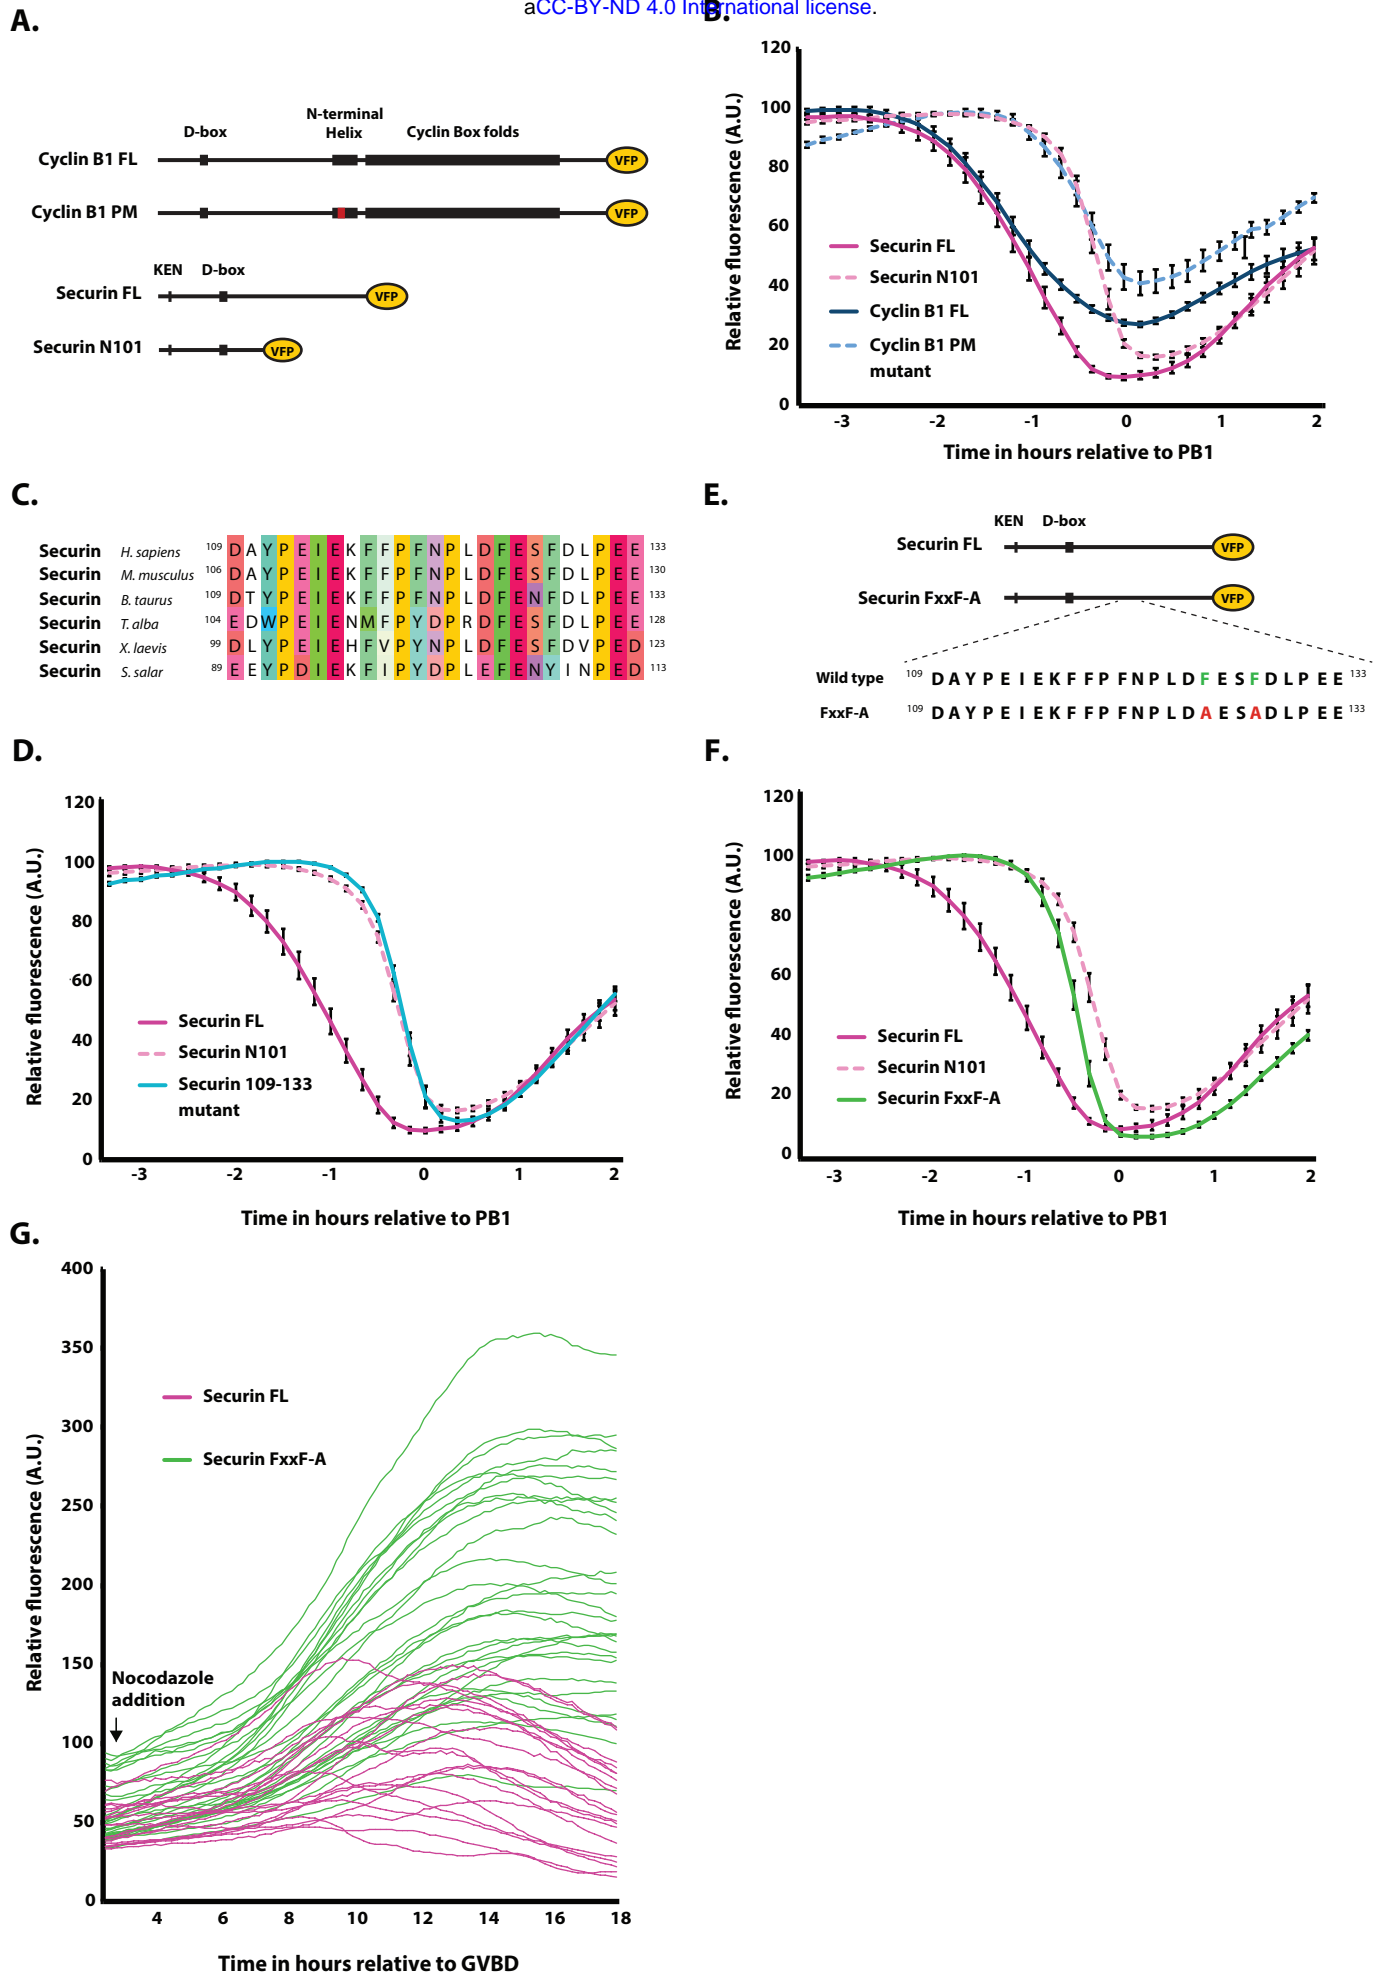 aCC-BY-ND 4.0 International license.
A.
N-terminal
D-box Helix Cyclin Box folds
Cyclin B1 FL VFP
Cyclin B1 PM VFP
KEN D-box
Securin FL VFP
Securin N101 VFP
B.
120
100
80
60
40
20
0
Relative fluorescence (A.U.)
Securin FL
Securin N101
Cyclin B1 FL
Cyclin B1 PM
mutant
-3 -2 -1 0 1 2
Time in hours relative to PB1
C.
Securin H. sapiens 109 D A Y P E I E K F F P F N P L D F E S F D L P E E 133
Securin M. musculus 106 D A Y P E I E K F F P F N P L D F E S F D L P E E 130
Securin B. taurus 109 D T Y P E I E K F F P F N P L D F E N F D L P E E 133
Securin T. alba 104 E D W P E I E N M F P Y D P R D F E S F D L P E E 128
Securin X. laevis 99 D L Y P E I E H F V P Y N P L D F E S F D V P E D 123
Securin S. salar 89 E E Y P D I E K F I P Y D P L E F E N Y I N P E D 113
E.
KEN D-box
Securin FL VFP
Securin FxxF-A VFP
Wild type 109 D A Y P E I E K F F P F N P L D F E S F D L P E E 133
FxxF-A 109 D A Y P E I E K F F P F N P L D A E S A D L P E E 133
D.
120
100
80
60
40
20
0
Relative fluorescence (A.U.)
Securin FL
Securin N101
Securin 109-133
mutant
-3 -2 -1 0 1 2
Time in hours relative to PB1
F.
120
100
80
60
40
20
0
Relative fluorescence (A.U.)
Securin FL
Securin N101
Securin FxxF-A
-3 -2 -1 0 1 2
Time in hours relative to PB1
G.
400
350
300
250
200
150
100
50
0
Relative fluorescence (A.U.)
Securin FL
Securin FxxF-A
Nocodazole
addition
4 6 8 10 12 14 16 18
Time in hours relative to GVBD